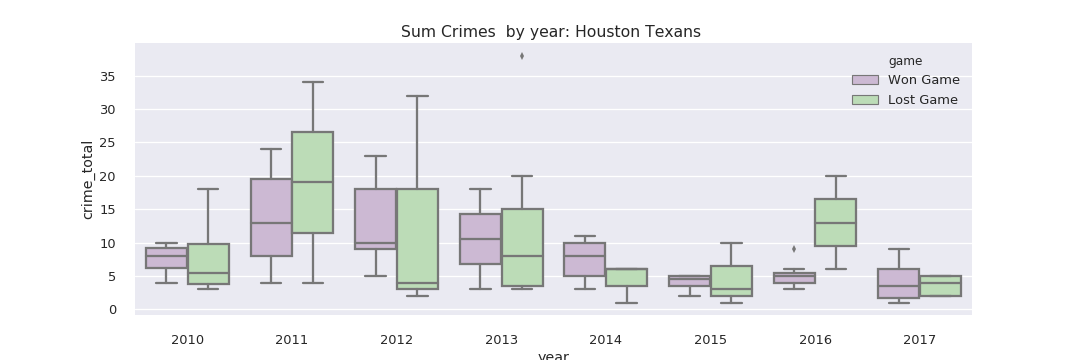 Sum Crimes  by year: Houston Texans
game
Won Game
Lost Game
crime_total
35
30
25
20
15
10
5
0
2010 2011 2012 2013 2014 2015 2016 2017
year